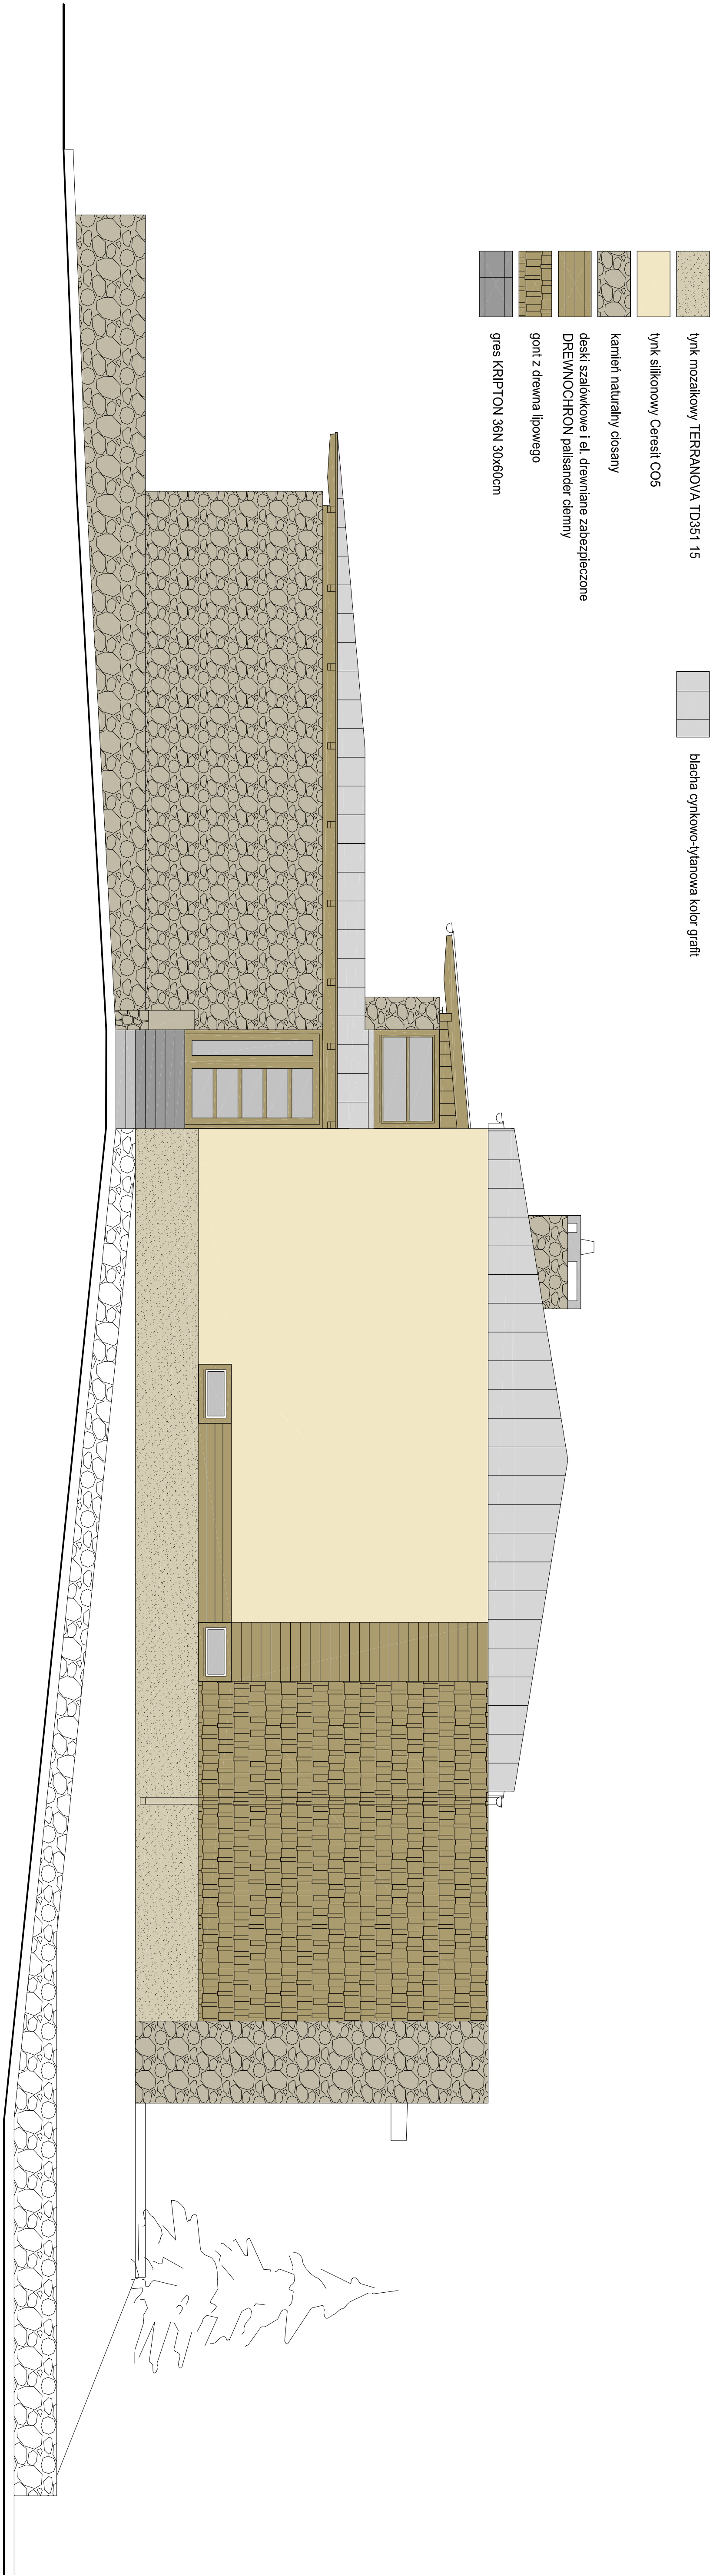 tynk mozaikowy TERRANOVA TD351 15
tynk silikonowy Ceresit CO5
kamień naturalny ciosany
deski szalówkowe i el. drewniane zabezpieczone
DREWNOCHRON palisander ciemny
gont z drewna lipowego
gres KRIPTON 36N 30x60cm
blacha cynkowo-tytanowa kolor grafit